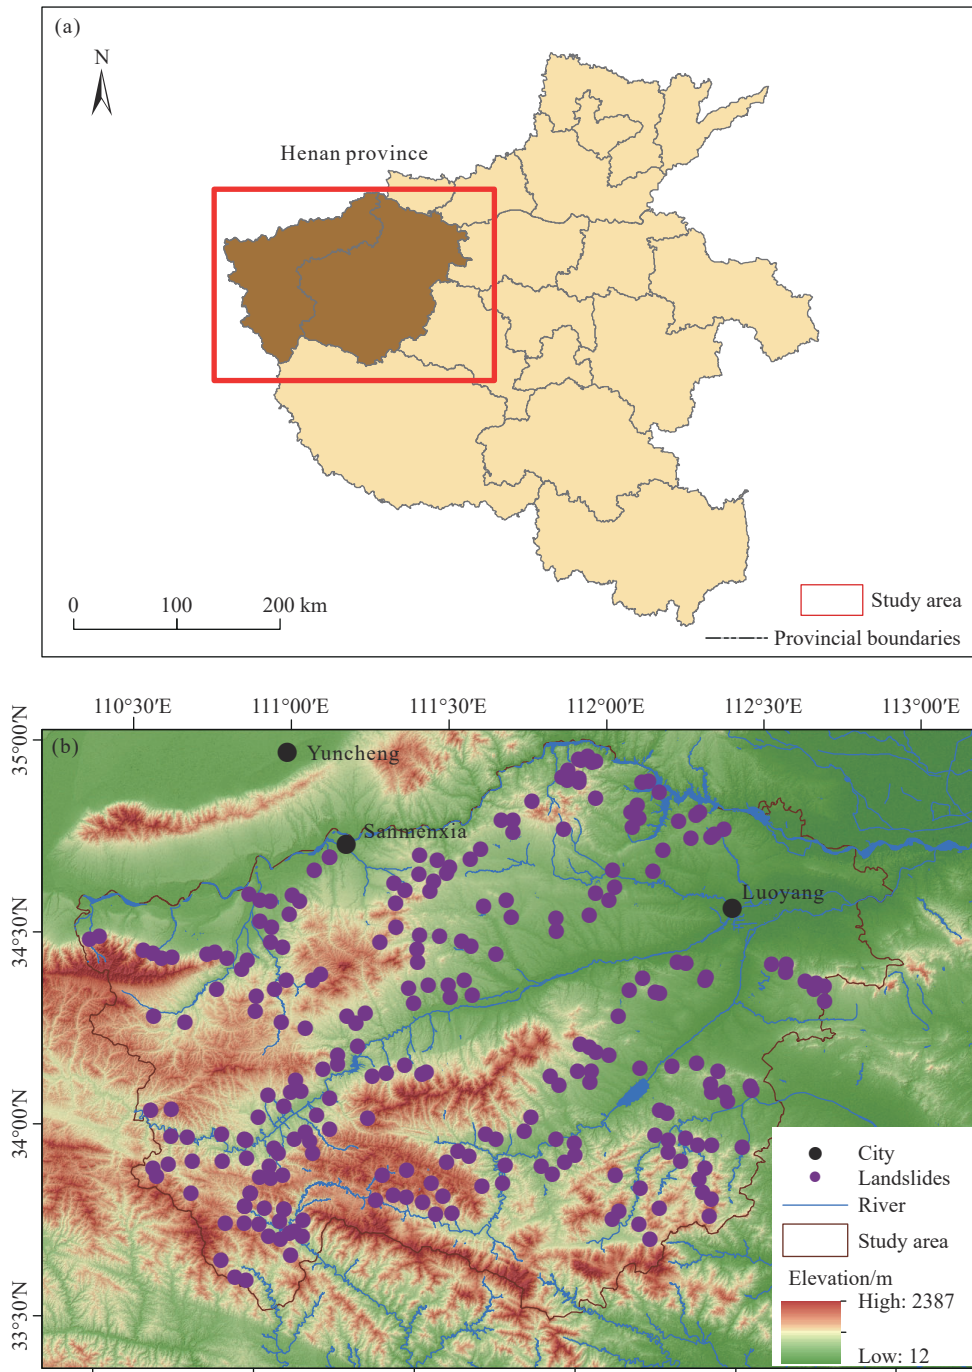 (a)
N
Henan province
0 100 200 km
Study area
Provincial boundaries
110°30′E 111°00′E 111°30′E 112°00′E 112°30′E 113°00′E
(b)
35°00′N
34°30′N
34°00′N
33°30′N
Yuncheng
Sanmenxia
Luoyang
City
Landslides
River
Study area
Elevation/m
High: 2387
Low: 12